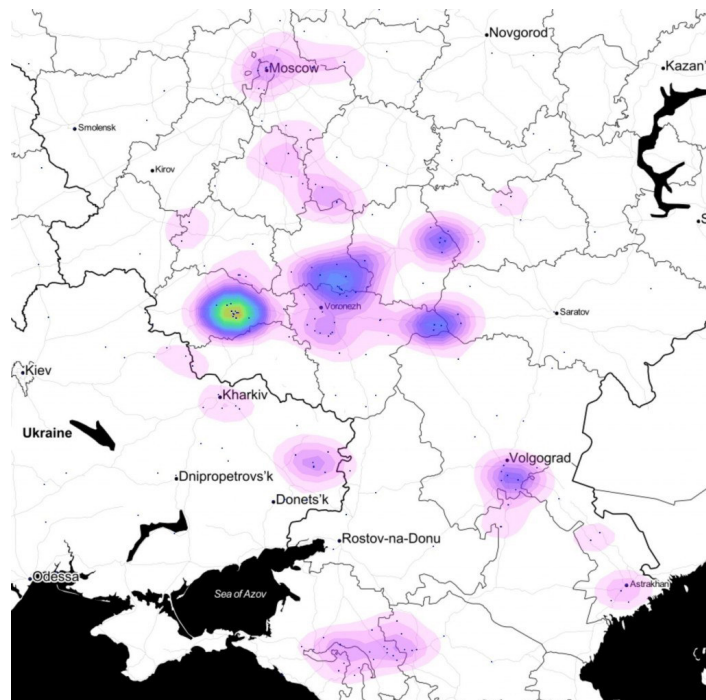 Novgorod
Moscow
Kazan'
Smolensk
Kirov
S
Voronezh
Saratov
Kiev
Kharkiv
Ukraine
Volgograd
Dnipropetrovs'k
Donets'k
Rostov-na-Donu
Odessa
Astrakhan
Sea of Azov